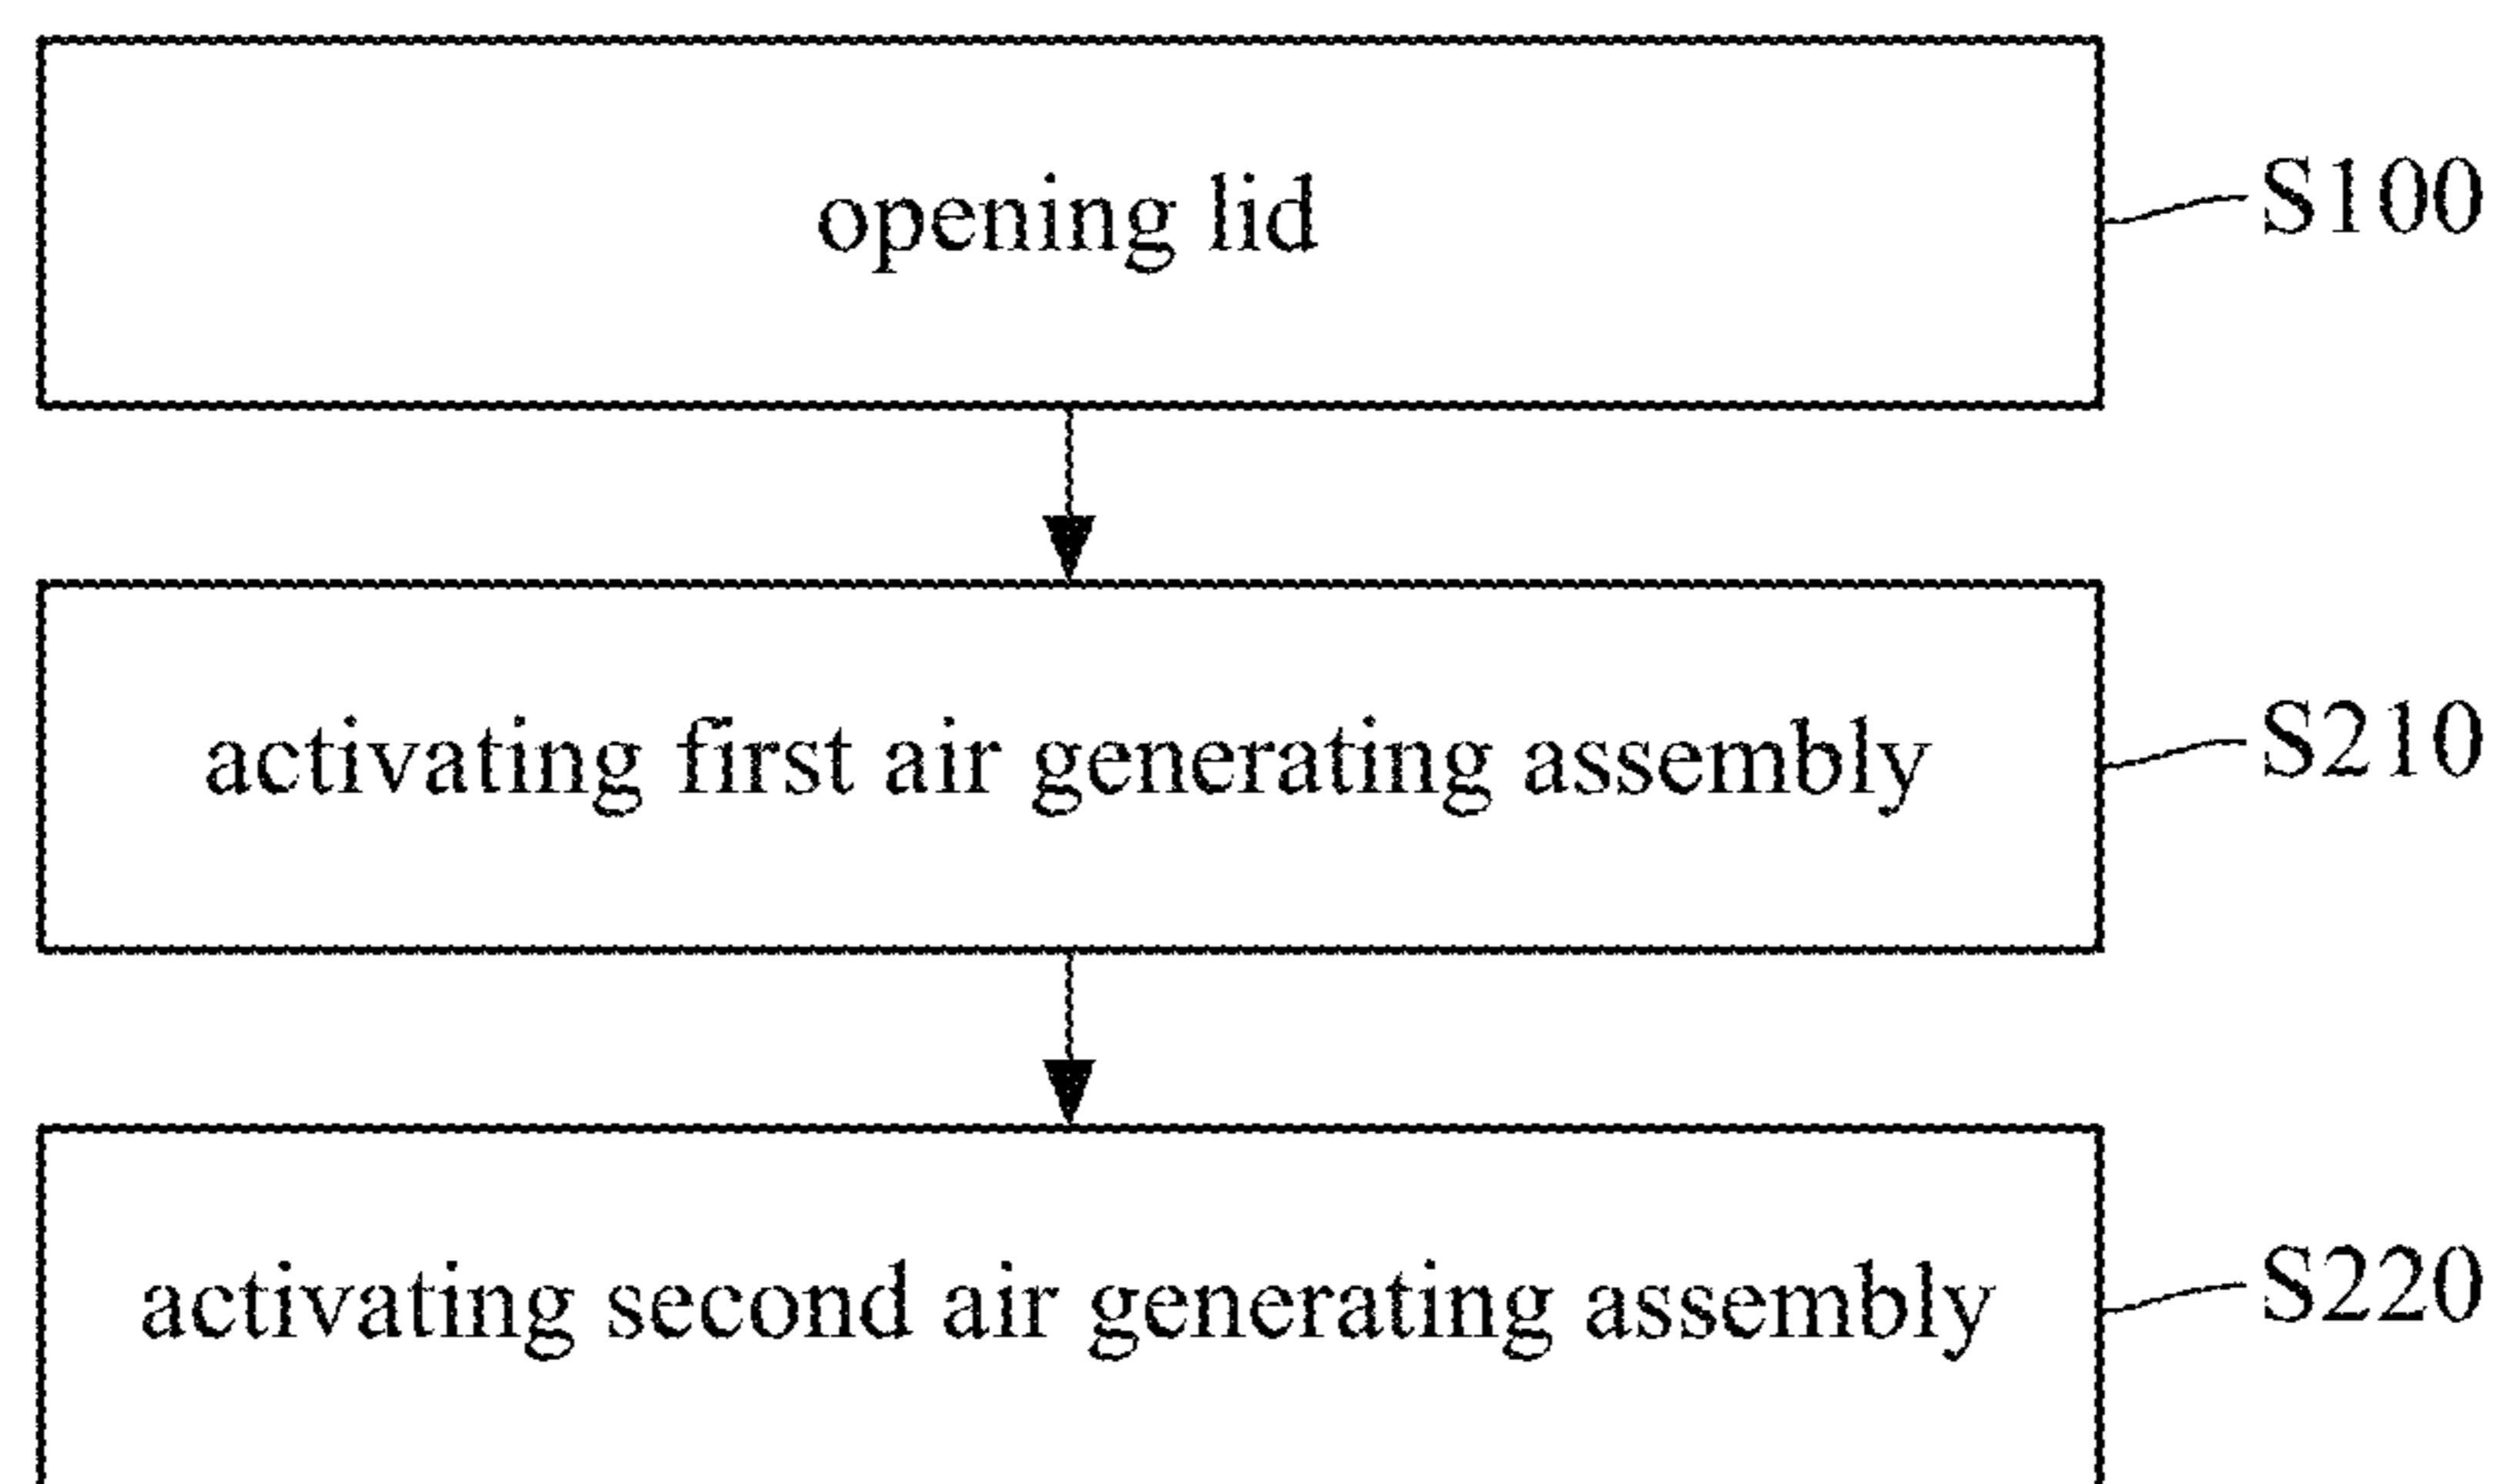 opening lid
S100
activating first air generating assembly
S210
activating second air generating assembly
S220